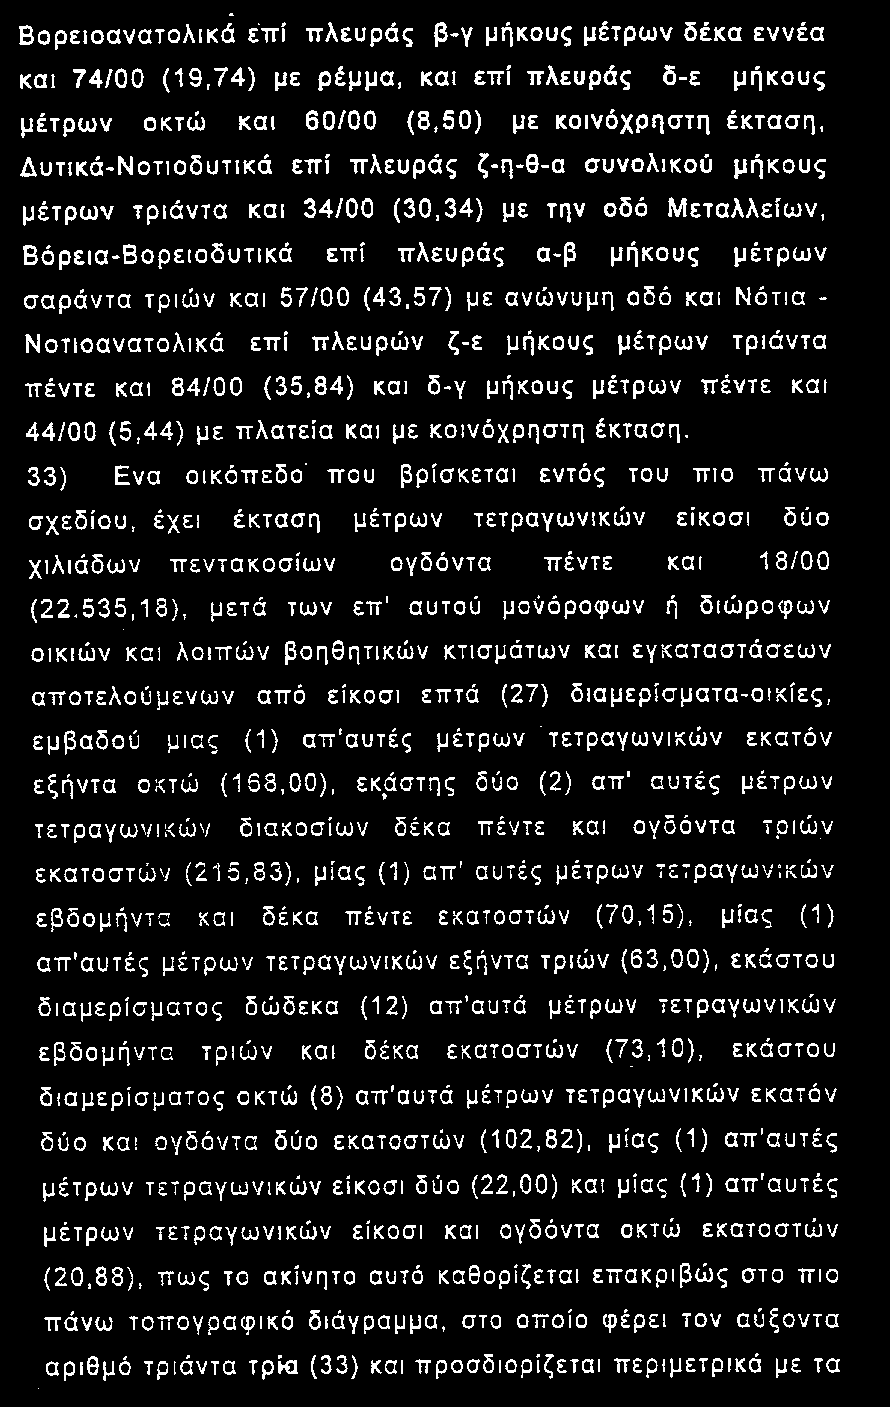 Βορειοανατολικά επί πλευράς β-γ μήκους μέτρων δέκα εννέα
και 74/00 (19,74) με ρέμμα, και επί πλευράς δ-ε μήκους
μέτρων οκτώ και 60/00 (8,50) με κοινόχρηστη έκταση,
Δυτικά-Νοτιοδυτικά επί πλευράς ζ-η-θ-α συνολικού μήκους
μέτρων τριάντα και 34/00 (30,34) με την οδό Μεταλλείων,
Βόρεια-Βορειοδυτικά επί πλευράς α-β μήκους μέτρων
σαράντα τριών και 57/00 (43,57) με ανώνυμη οδό και Νότια -
Νοτιοανατολικά επί πλευρών ζ-ε μήκους μέτρων τριάντα
πέντε και 84/00 (35,84) και δ-γ μήκους μέτρων πέντε και
44/00 (5,44) με πλατεία και με κοινόχρηστη έκταση.
33) Ενα οικόπεδο που βρίσκεται εντός του πιο πάνω
σχεδίου, έχει έκταση μέτρων τετραγωνικών είκοσι δύο
χιλιάδων πεντακοσίων ογδόντα πέντε και 18/00
(22.535,18), μετά των επ' αυτού μονόροφων ή διώροφων
οικιών και λοιπών βοηθητικών κτισμάτων και εγκαταστάσεων
αποτελούμενων από είκοσι επτά (27) διαμερίσματα-οικίες,
εμβαδού μιας (1) απ'αυτές μέτρων τετραγωνικών εκατόν
εξήντα οκτώ (168,00), εκάστης δύο (2) απ' αυτές μέτρων
τετραγωνικών διακοσίων δέκα πέντε και ογδόντα τριών
εκατοστών (215,83), μίας (1) απ' αυτές μέτρων τετραγωνικών
εβδομήντα και δέκα πέντε εκατοστών (70,15), μίας (1)
απ'αυτές μέτρων τετραγωνικών εξήντα τριών (63,00), εκάστου
διαμερίσματος δώδεκα (12) απ'αυτά μέτρων τετραγωνικών
εβδομήντα τριών και δέκα εκατοστών (73,10), εκάστου
διαμερίσματος οκτώ (8) απ'αυτά μέτρων τετραγωνικών εκατόν
δύο και ογδόντα δύο εκατοστών (102,82), μίας (1) απ'αυτές
μέτρων τετραγωνικών είκοσι δύο (22,00) και μίας (1) απ'αυτές
μέτρων τετραγωνικών είκοσι και ογδόντα οκτώ εκατοστών
(20,88), πως το ακίνητο αυτό καθορίζεται επακριβώς στο πιο
πάνω τοπογραφικό διάγραμμα, στο οποίο φέρει τον αύξοντα
αριθμό τριάντα τρία (33) και προσδιορίζεται περιμετρικά με τα